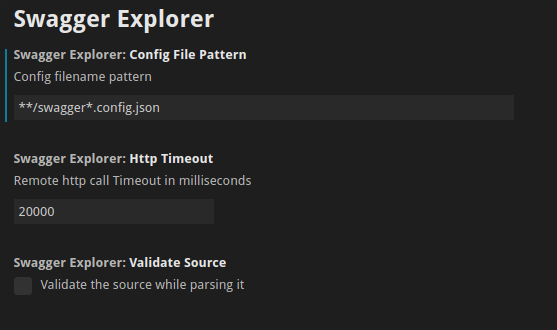 Swagger Explorer
Swagger Explorer: Config File Pattern
Config filename pattern
**/swagger*.config.json
Swagger Explorer: Http Timeout
Remote http call Timeout in milliseconds
20000
Swagger Explorer: Validate Source
Validate the source while parsing it